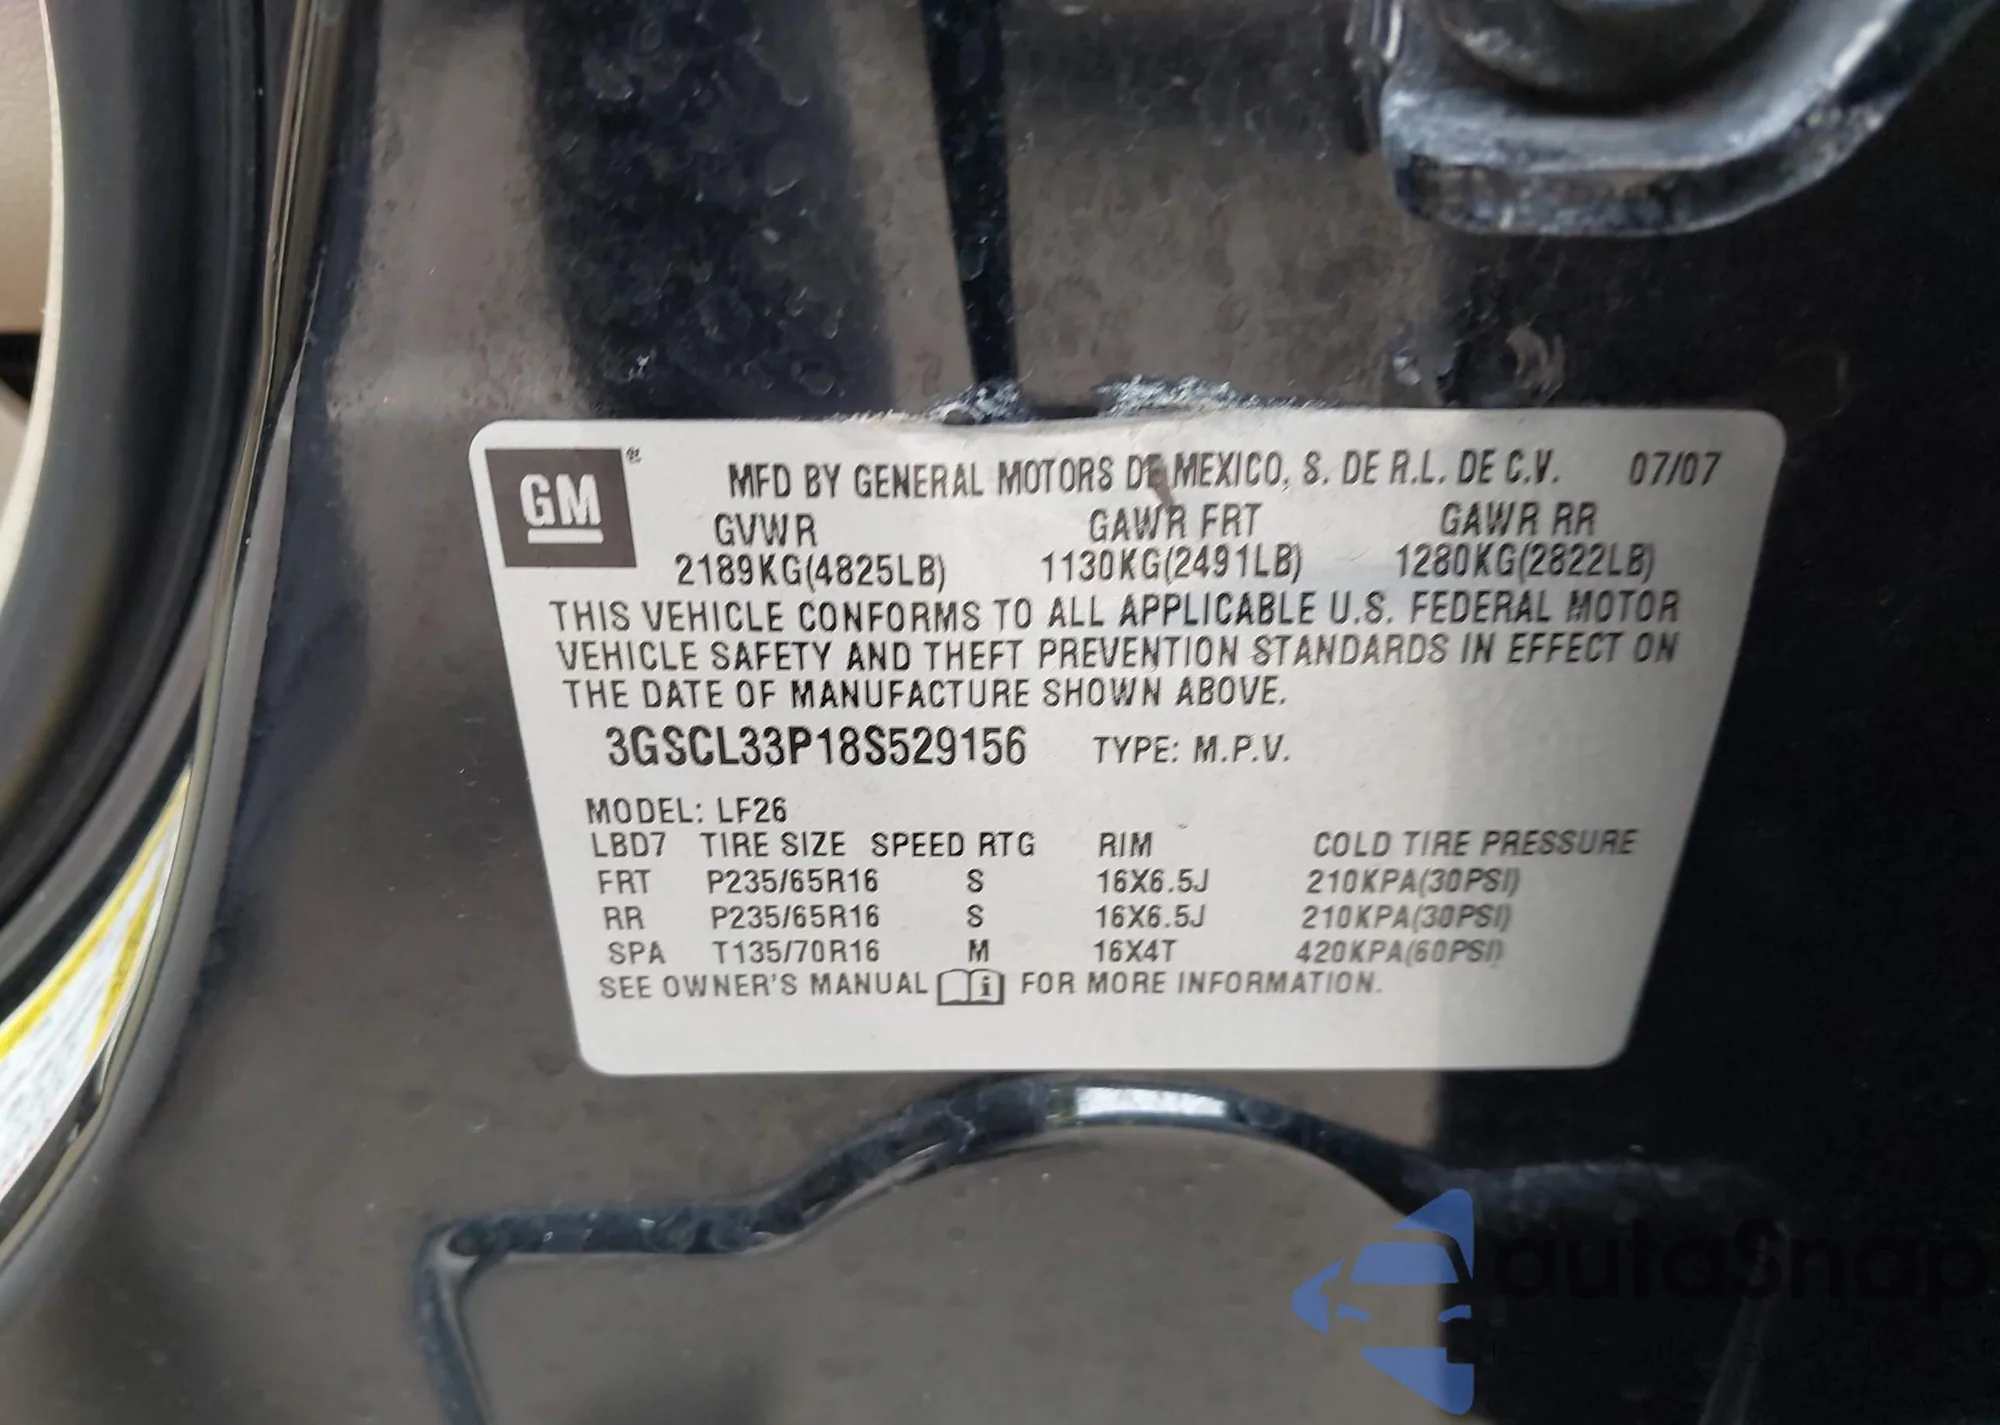 GM®
MFD BY GENERAL MOTORS DE MEXICO, S. DE R.L. DE C.V. 07/07
GVWR GAWR FRT GAWR RR
2189KG(4825LB) 1130KG(2491LB) 1280KG(2822LB)
THIS VEHICLE CONFORMS TO ALL APPLICABLE U.S. FEDERAL MOTOR
VEHICLE SAFETY AND THEFT PREVENTION STANDARDS IN EFFECT ON
THE DATE OF MANUFACTURE SHOWN ABOVE.
3GSCL33P18S529156 TYPE: M.P.V.
MODEL: LF26
LBD7 TIRE SIZE SPEED RTG RIM COLD TIRE PRESSURE
FRT P235/65R16 S 16X6.5J 210KPA(30PSI)
RR P235/65R16 S 16X6.5J 210KPA(30PSI)
SPA T135/70R16 M 16X4T 420KPA(60PSI)
SEE OWNER'S MANUAL i FOR MORE INFORMATION.
autoSnap